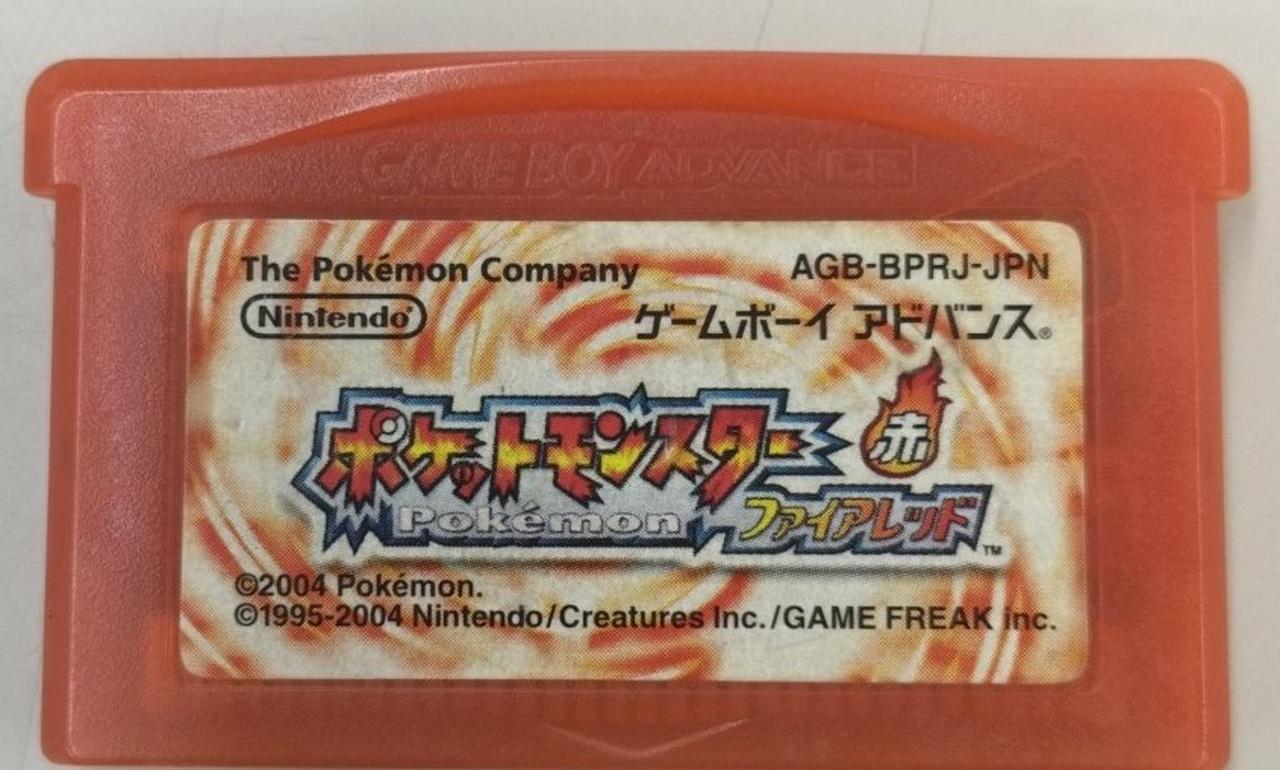 GAME BOY ADVANCE
The Pokémon Company AGB-BPRJ-JPN
Nintendo® ゲームボーイ アドバンス®
ポケットモンスター 赤
Pokémon ファイアレッド™
©2004 Pokémon.
©1995-2004 Nintendo/Creatures Inc./GAME FREAK inc.